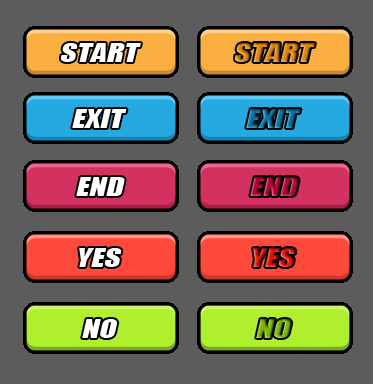 START START
EXIT EXIT
END END
YES YES
NO NO